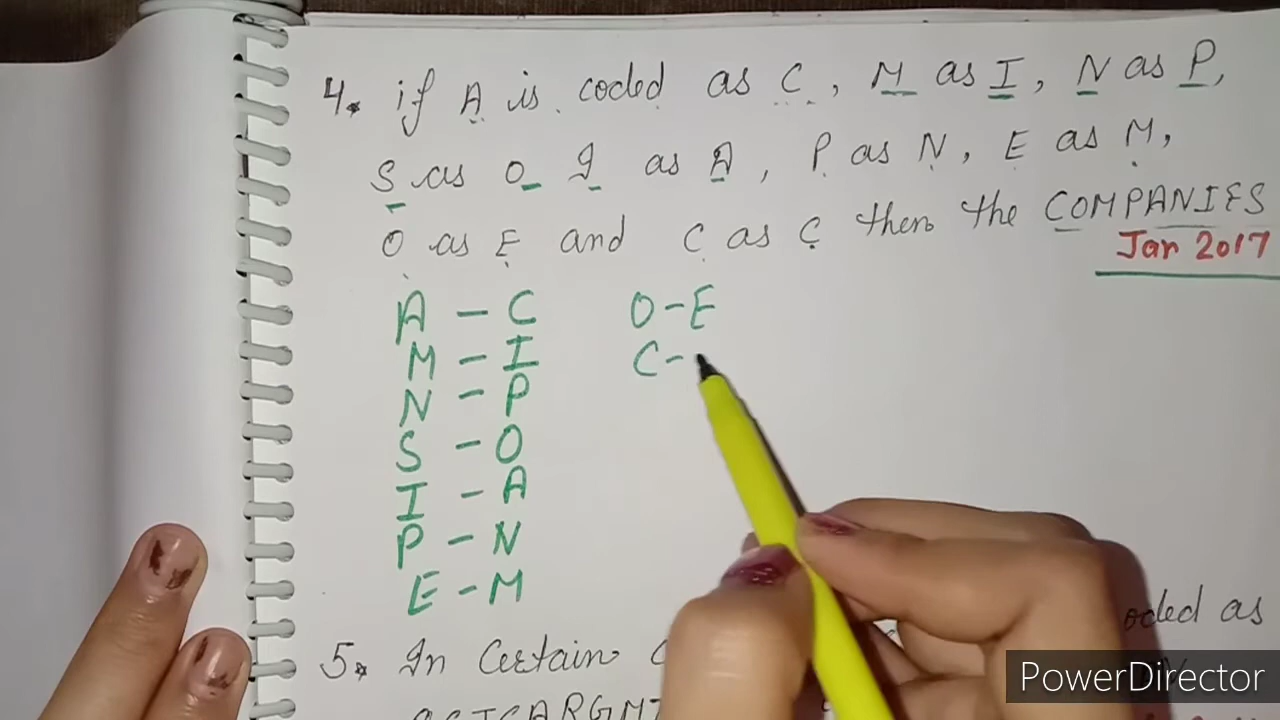 4. if A is coded as C, M as I, N as P,
S as O I as A, P as N, E as M,
O as E and C as C then the COMPANIES
Jan 2017
A - C
M - I
N - P
S - O
I - A
P - N
E - M
O - E
C -
5. In Certain
oded as
PowerDirector